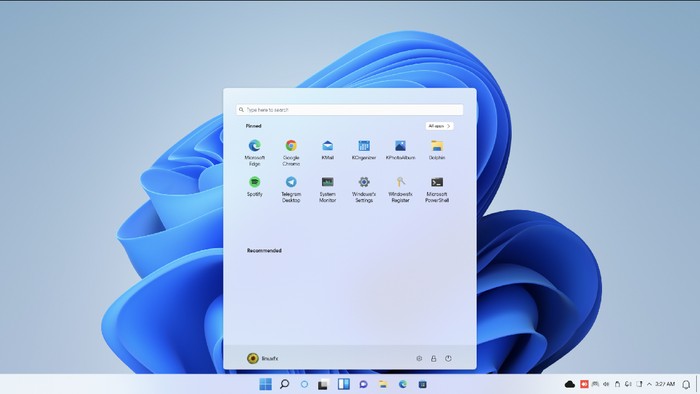 Type here to search
Pinned
All apps
Microsoft
Edge
Google
Chrome
KMail
KOrganizer
KPhotoAlbum
Dolphin
Spotify
Telegram
Desktop
System
Monitor
Windowsfx
Settings
Windowsfx
Register
Microsoft
PowerShell
Recommended
linuxfx
3:27 AM